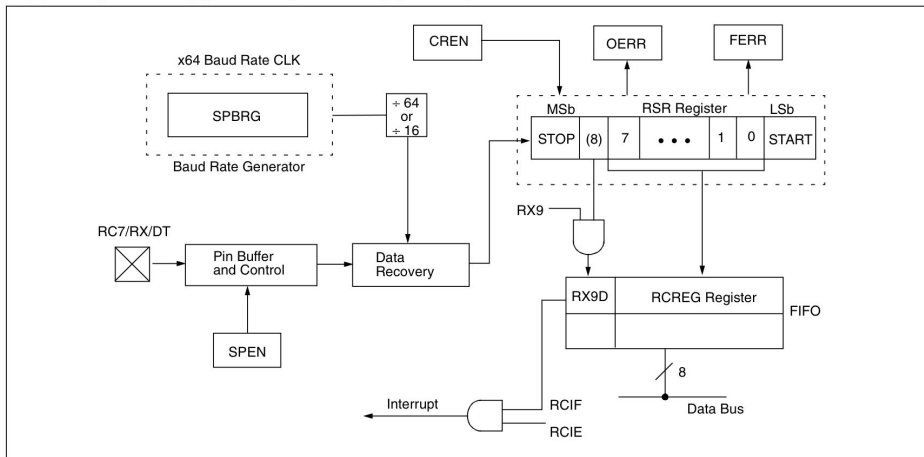 x64 Baud Rate CLK
SPBRG
Baud Rate Generator
÷ 64
or
÷ 16
CREN
OERR
FERR
MSb
RSR Register
LSb
STOP
(8)
7
• • •
1
0
START
RC7/RX/DT
Pin Buffer
and Control
SPEN
Data
Recovery
RX9
RX9D
RCREG Register
FIFO
8
Data Bus
Interrupt
RCIF
RCIE